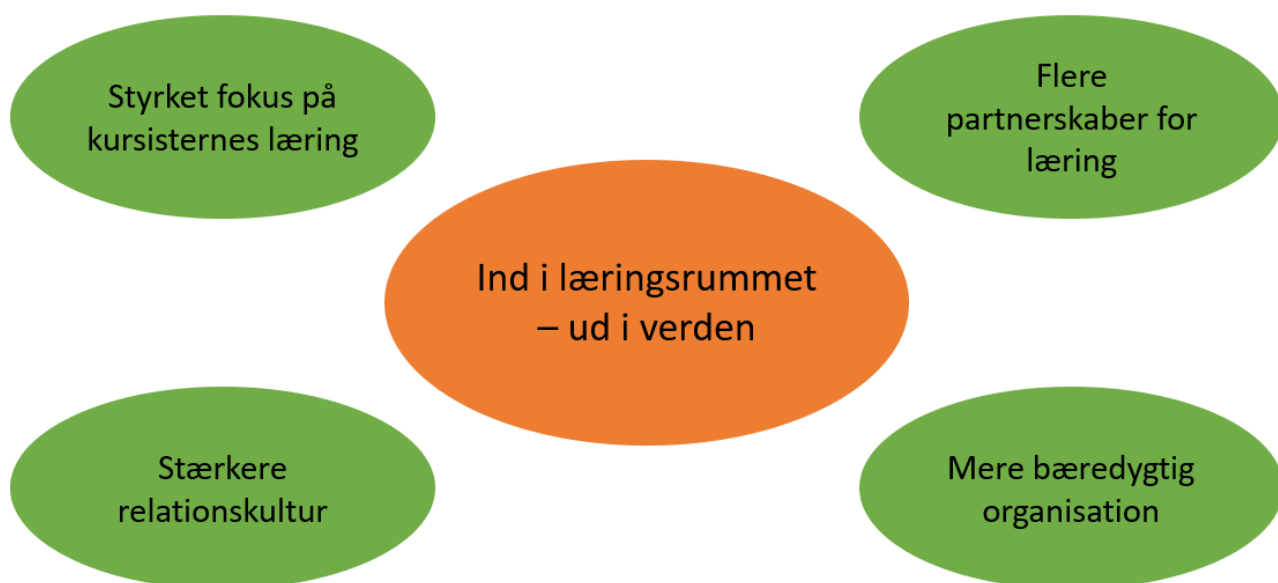 Styrket fokus på
kursisternes læring
Flere
partnerskaber for
læring
Ind i læringsrummet
– ud i verden
Stærkere
relationskultur
Mere bæredygtig
organisation